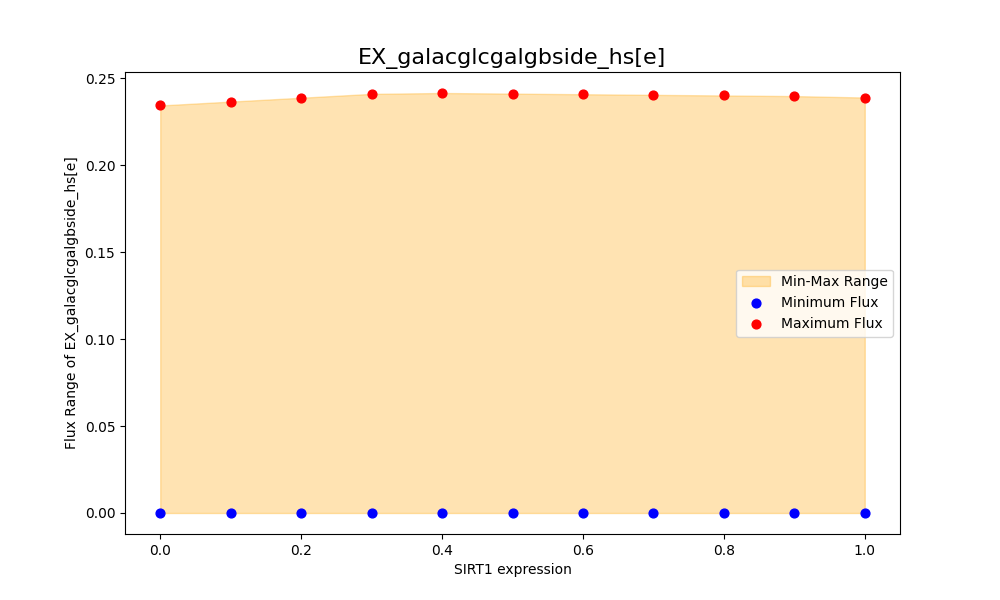 EX_galacglcgalgbside_hs[e]
Flux Range of EX_galacglcgalgbside_hs[e]
0.25
0.20
0.15
0.10
0.05
0.00
Min-Max Range
Minimum Flux
Maximum Flux
0.0 0.2 0.4 0.6 0.8 1.0
SIRT1 expression